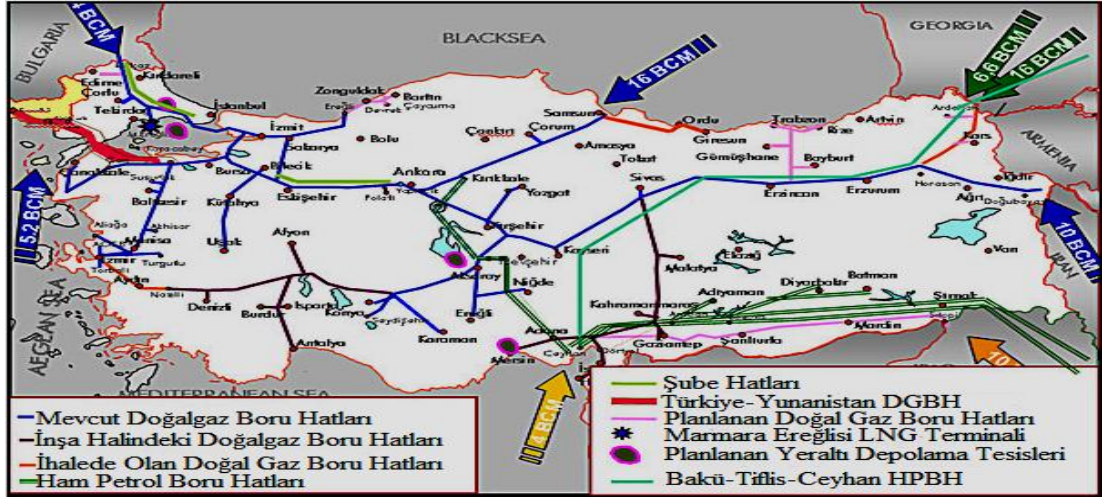 BLACKSEA
GEORGIA
BULGARIA
4 BCM
16 BCM
6,6 BCM
16 BCM
ARMENIA
Kırklareli
Edirne
Çorlu
Tekirdağ
İstanbul
Zonguldak
Ereğli
Bartın
Devrek
Çaycuma
Samsun
Ordu
Giresun
Trabzon
Rize
Artvin
Ardahan
Kars
İzmit
Sakarya
Bolu
Çankırı
Çorum
Amasya
Tokat
Gümüşhane
Bayburt
Çanakkale
Karacabey
Susurluk
Bursa
Bilecik
Eskişehir
Polatlı
Ankara
Kırıkkale
Yozgat
Sivas
Erzincan
Erzurum
Horasan
Iğdır
Ağrı
Doğubayazıt
Balıkesir
Kütahya
Kırşehir
Kayseri
Aliağa
Akhisar
Manisa
İzmir
Turgutlu
Torbalı
Uşak
Afyon
Aksaray
Nevşehir
Niğde
Malatya
Elazığ
Van
10 BCM
IRAN
5.2 BCM
Aydın
Nazilli
Denizli
Burdur
Isparta
Konya
Seydişehir
Ereğli
Karaman
Adana
Kahramanmaraş
Adıyaman
Diyarbakır
Batman
Şırnak
Mardin
Antalya
Mersin
Ceyhan
Dörtyol
Gaziantep
Şanlıurfa
AEGEAN SEA
MEDITERRANEAN SEA
4 BCM
10
Mevcut Doğalgaz Boru Hatları
İnşa Halindeki Doğalgaz Boru Hatları
İhalede Olan Doğal Gaz Boru Hatları
Ham Petrol Boru Hatları
Şube Hatları
Türkiye-Yunanistan DGBH
Planlanan Doğal Gaz Boru Hatları
Marmara Ereğlisi LNG Terminali
Planlanan Yeraltı Depolama Tesisleri
Bakü-Tiflis-Ceyhan HPBH